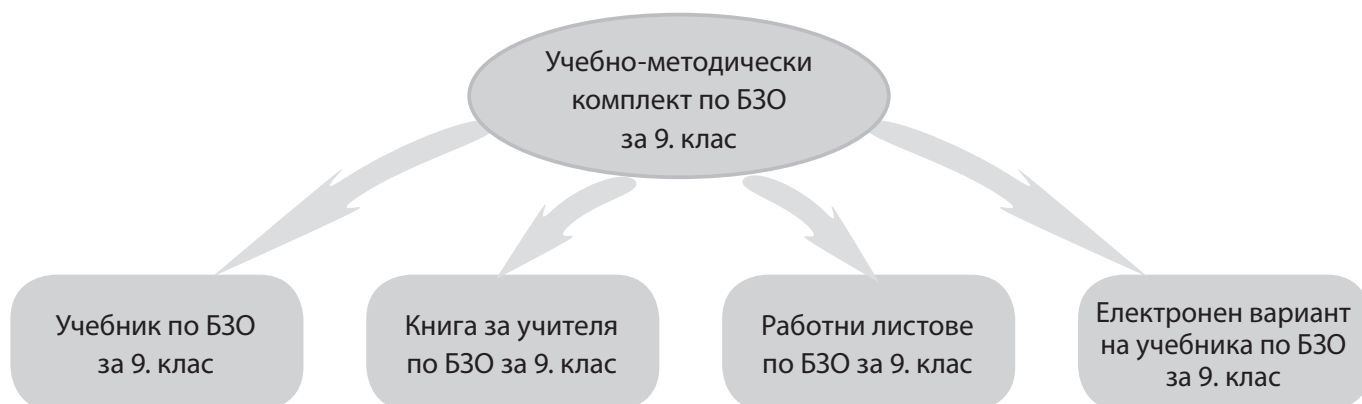 Учебно-методически
комплект по БЗО
за 9. клас
Учебник по БЗО
за 9. клас
Книга за учителя
по БЗО за 9. клас
Работни листове
по БЗО за 9. клас
Електронен вариант
на учебника по БЗО
за 9. клас